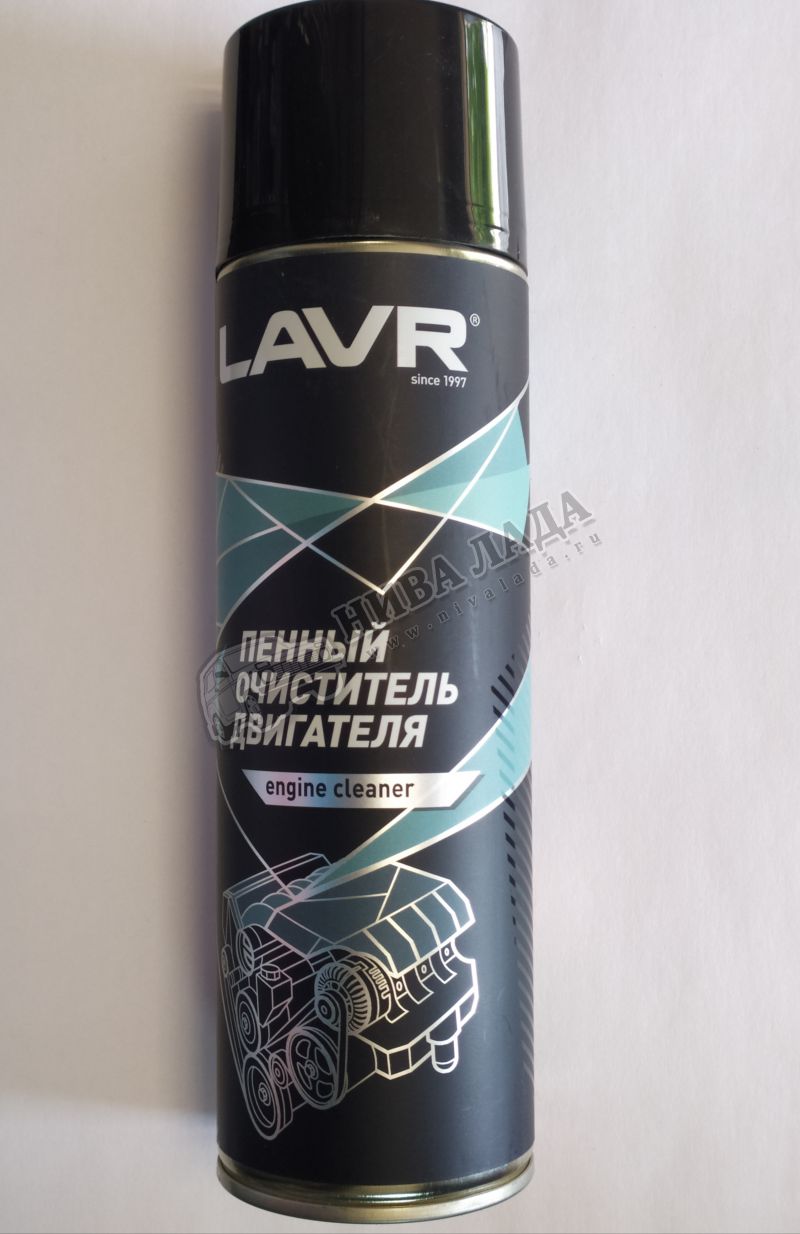 LAVR®
since 1997
НИВА ЛАДА
www.nivalada.ru
ПЕННЫЙ
ОЧИСТИТЕЛЬ
ДВИГАТЕЛЯ
engine cleaner